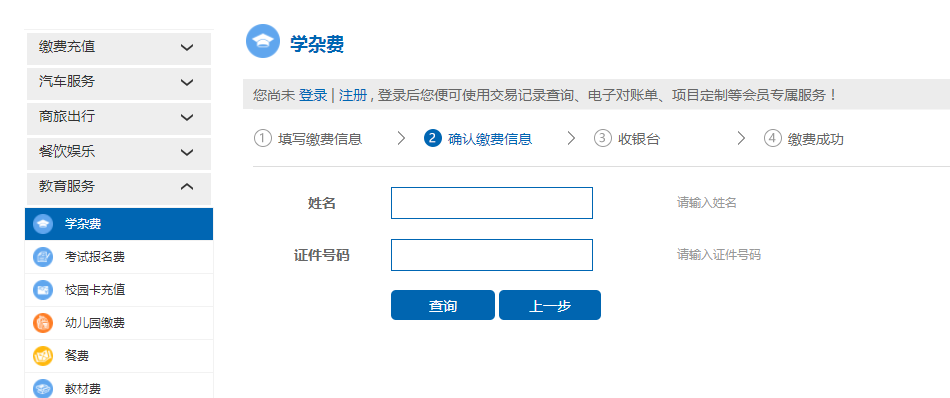 缴费充值
汽车服务
商旅出行
餐饮娱乐
教育服务
学杂费
考试报名费
校园卡充值
幼儿园缴费
餐费
教材费
学杂费
您尚未 登录 | 注册 , 登录后您便可使用交易记录查询、电子对账单、项目定制等会员专属服务！
1 填写缴费信息 2 确认缴费信息 3 收银台 4 缴费成功
姓名 请输入姓名
证件号码 请输入证件号码
查询 上一步